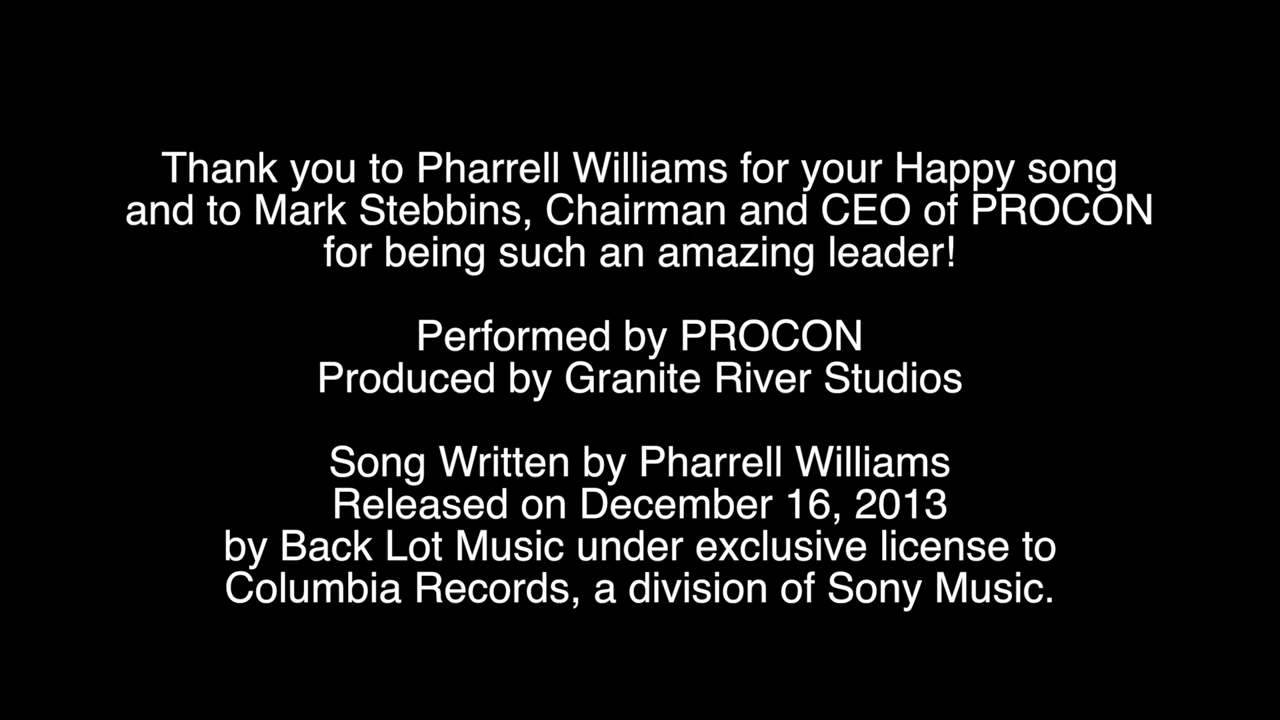 Thank you to Pharrell Williams for your Happy song
and to Mark Stebbins, Chairman and CEO of PROCON
for being such an amazing leader!
Performed by PROCON
Produced by Granite River Studios
Song Written by Pharrell Williams
Released on December 16, 2013
by Back Lot Music under exclusive license to
Columbia Records, a division of Sony Music.